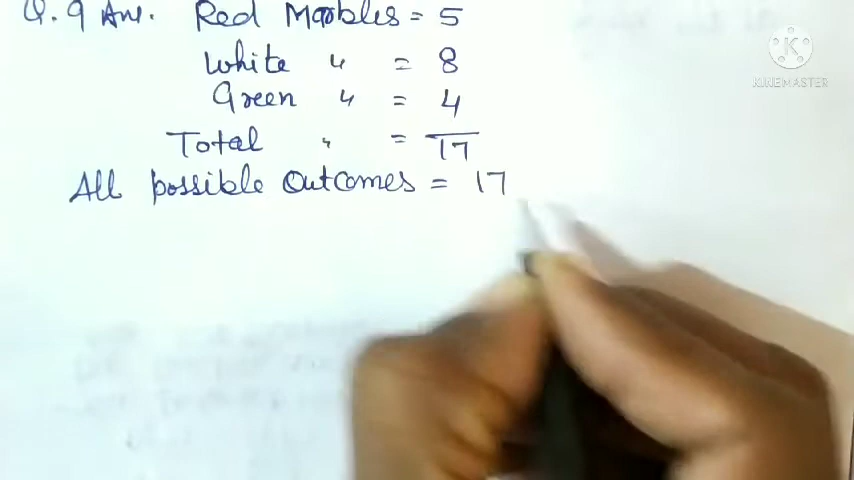 Q.9 Ans. Red Marbles = 5
White " = 8
Green " = 4
Total " = 17
All possible Outcomes = 17
KINEMASTER